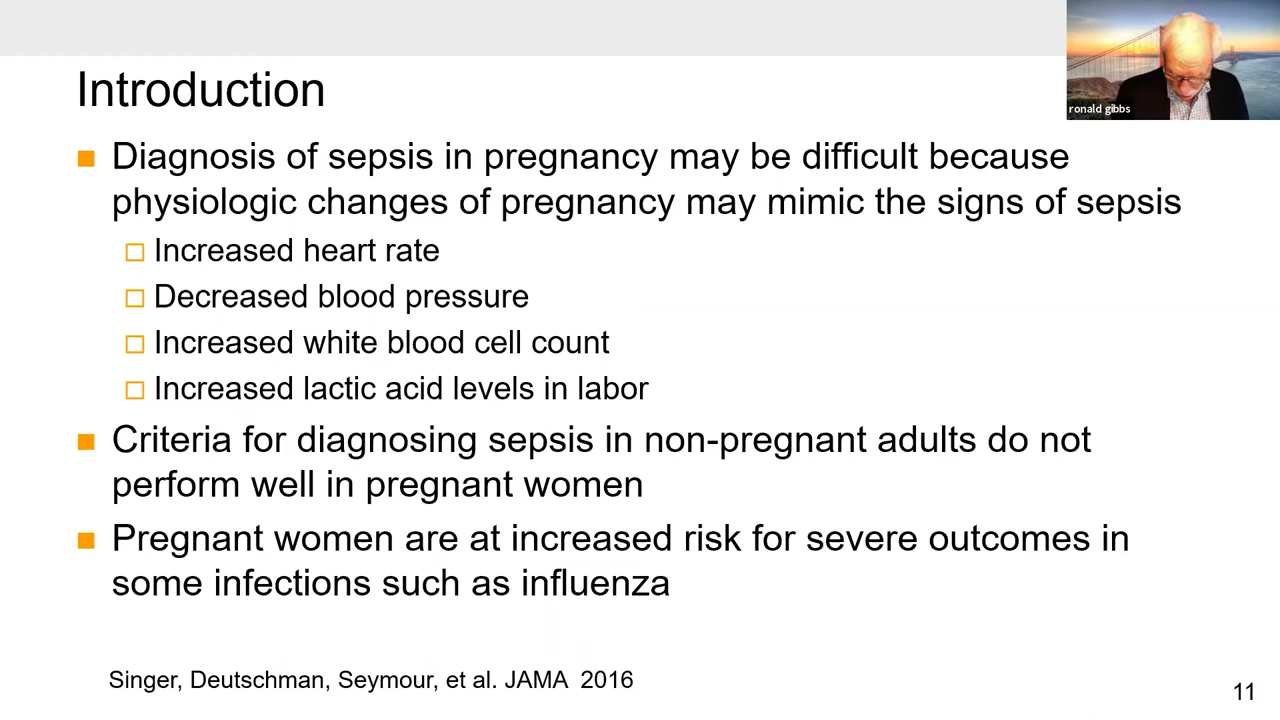 Introduction
ronald gibbs
Diagnosis of sepsis in pregnancy may be difficult because
physiologic changes of pregnancy may mimic the signs of sepsis
Increased heart rate
Decreased blood pressure
Increased white blood cell count
Increased lactic acid levels in labor
Criteria for diagnosing sepsis in non-pregnant adults do not
perform well in pregnant women
Pregnant women are at increased risk for severe outcomes in
some infections such as influenza
Singer, Deutschman, Seymour, et al. JAMA 2016
11